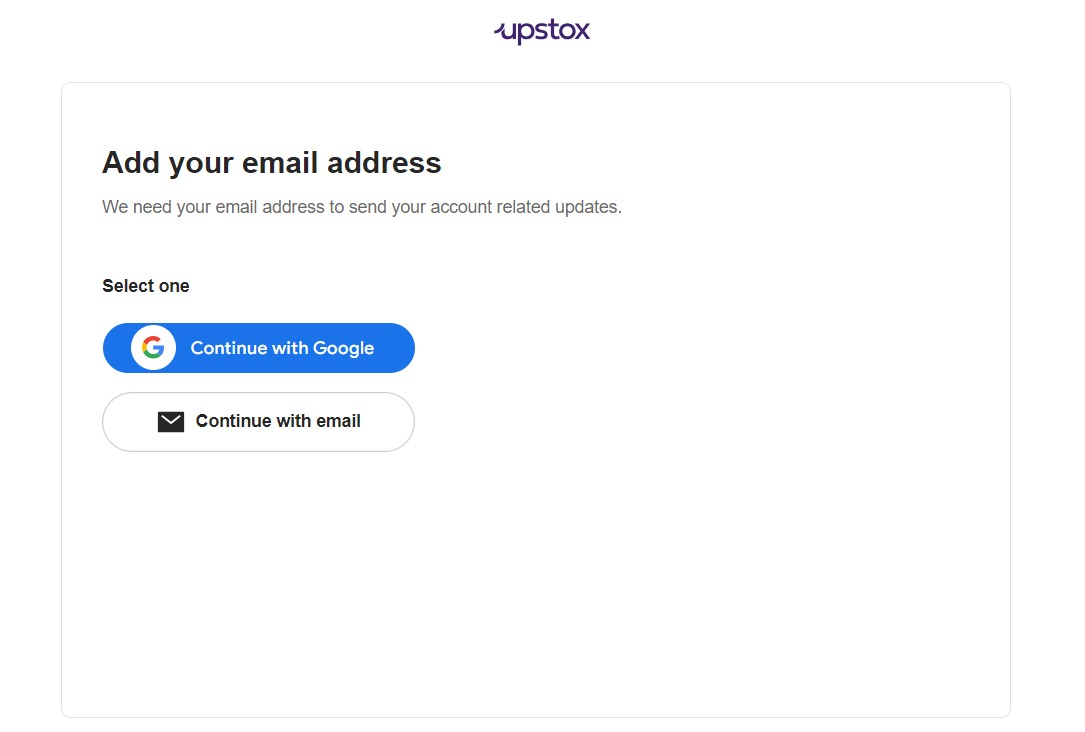 upstox
Add your email address
We need your email address to send your account related updates.
Select one
Continue with Google
Continue with email